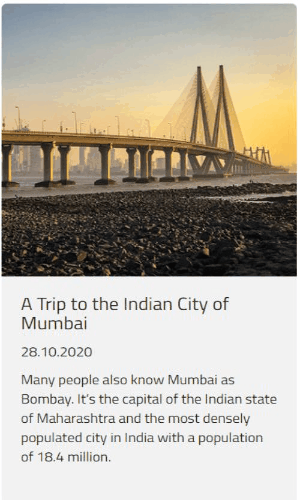 A Trip to the Indian City of
Mumbai
28.10.2020
Many people also know Mumbai as
Bombay. It's the capital of the Indian state
of Maharashtra and the most densely
populated city in India with a population
of 18.4 million.